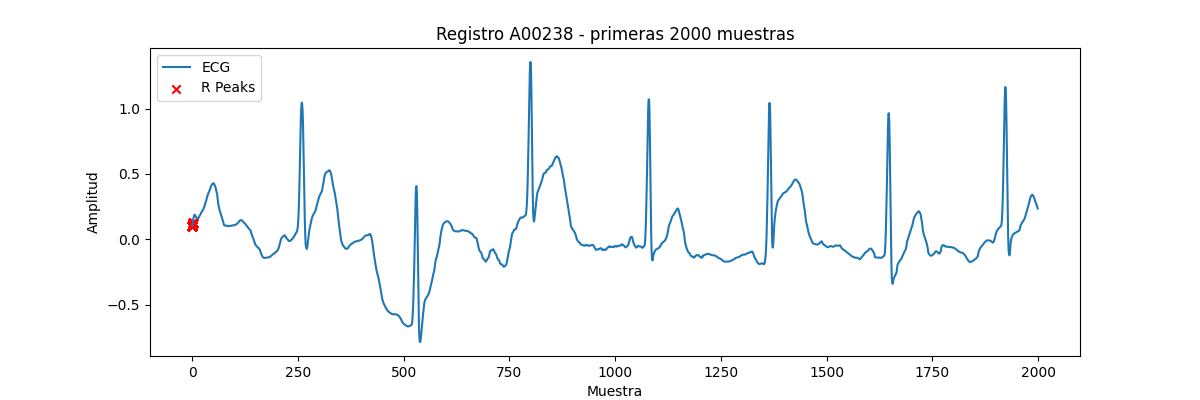 Registro A00238 - primeras 2000 muestras
ECG
R Peaks
Amplitud
1.0
0.5
0.0
−0.5
0 250 500 750 1000 1250 1500 1750 2000
Muestra